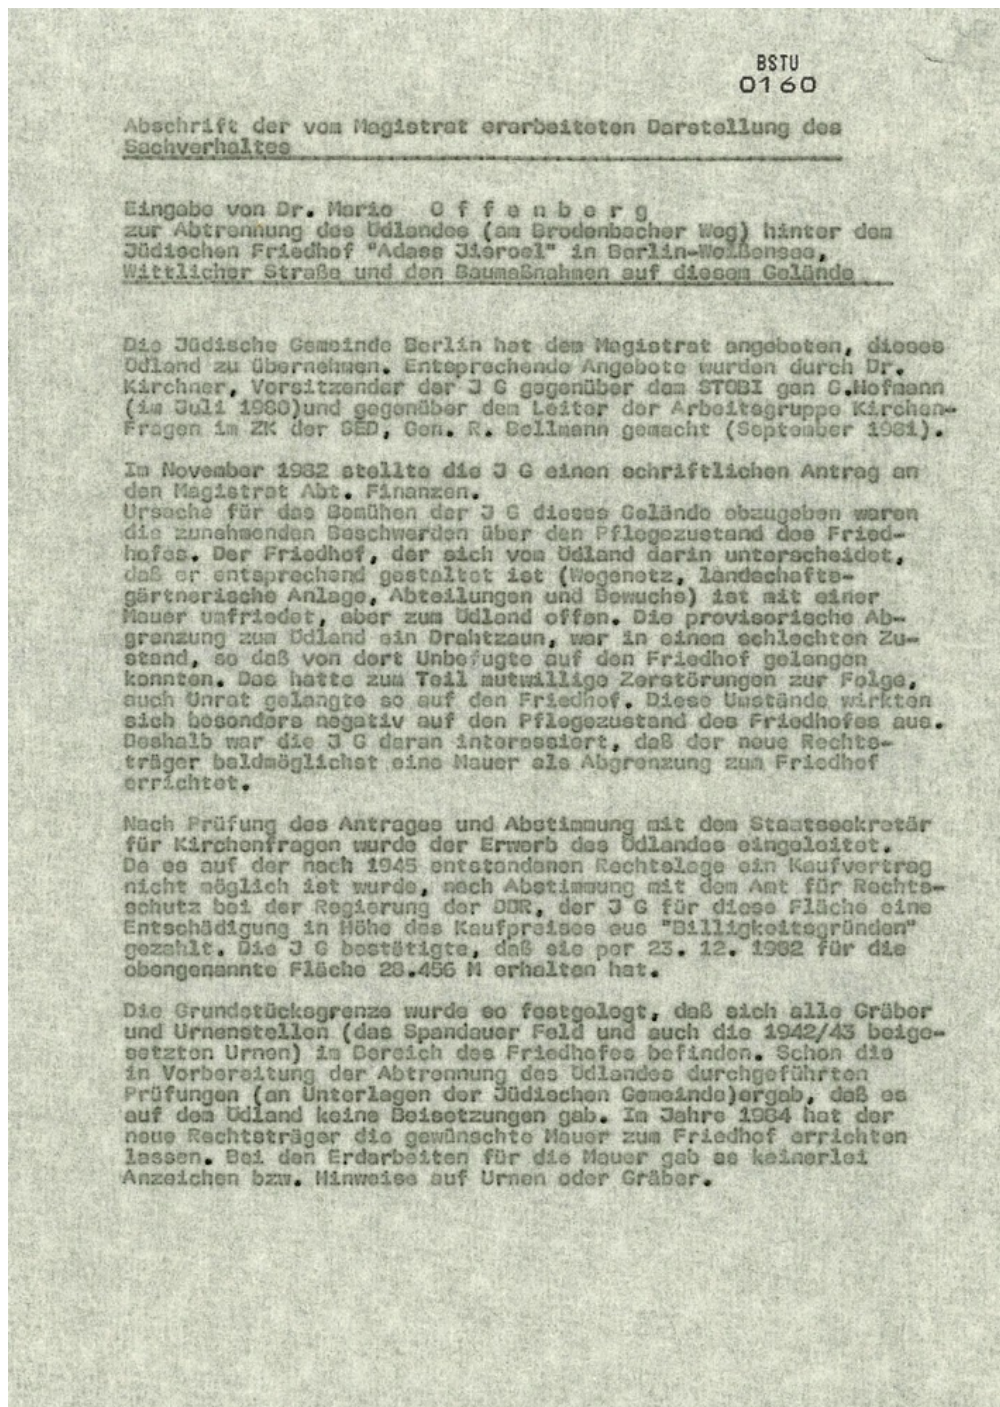 BSTU
0160
Abschrift der vom Magistrat erarbeiteten Darstellung des
Sachverhaltes
Eingabe von Dr. Mario O f f e n b e r g
zur Abtrennung des Ödlandes (am Brodenbacher Weg) hinter dem
Jüdischen Friedhof "Adass Jisroel" in Berlin-Weißensee,
Wittlicher Straße und den Baumaßnahmen auf diesem Gelände
Die Jüdische Gemeinde Berlin hat dem Magistrat angeboten, dieses
Ödland zu übernehmen. Entsprechende Angebote wurden durch Dr.
Kirchner, Vorsitzender der J G gegenüber dem STOBI gen G.Hofmann
(im Juli 1980)und gegenüber dem Leiter der Arbeitsgruppe Kirchen-
Fragen im ZK der SED, Gen. R. Bellmann gemacht (September 1981).
Im November 1982 stellte die J G einen schriftlichen Antrag an
den Magistrat Abt. Finanzen.
Ursache für das Bemühen der J G dieses Gelände abzugeben waren
die zunehmenden Beschwerden über den Pflegezustand des Fried-
hofes. Der Friedhof, der sich vom Ödland darin unterscheidet,
daß er entsprechend gestaltet ist (Wegenetz, landschafts-
gärtnerische Anlage, Abteilungen und Bewuchs) ist mit einer
Mauer umfriedet, aber zum Ödland offen. Die provisorische Ab-
grenzung zum Ödland ein Drahtzaun, war in einem schlechten Zu-
stand, so daß von dort Unbefugte auf den Friedhof gelangen
konnten. Das hatte zum Teil mutwillige Zerstörungen zur Folge,
auch Unrat gelangte so auf den Friedhof. Diese Umstände wirkten
sich besonders negativ auf den Pflegezustand des Friedhofes aus.
Deshalb war die J G daran interessiert, daß der neue Rechts-
träger baldmöglichst eine Mauer als Abgrenzung zum Friedhof
errichtet.
Nach Prüfung des Antrages und Abstimmung mit dem Staatssekretär
für Kirchenfragen wurde der Erwerb des Ödlandes eingeleitet.
Da es auf der nach 1945 entstandenen Rechtslage ein Kaufvertrag
nicht möglich ist wurde, nach Abstimmung mit dem Amt für Rechts-
schutz bei der Regierung der DDR, der J G für diese Fläche eine
Entschädigung in Höhe des Kaufpreises aus "Billigkeitsgründen"
gezahlt. Die J G bestätigte, daß sie per 23. 12. 1982 für die
obengenannte Fläche 28.456 M erhalten hat.
Die Grundstücksgrenze wurde so festgelegt, daß sich alle Gräber
und Urnenstellen (das Spandauer Feld und auch die 1942/43 beige-
setzten Urnen) im Bereich des Friedhofes befinden. Schon die
in Vorbereitung der Abtrennung des Ödlandes durchgeführten
Prüfungen (an Unterlagen der Jüdischen Gemeinde)ergab, daß es
auf dem Ödland keine Beisetzungen gab. Im Jahre 1984 hat der
neue Rechtsträger die gewünschte Mauer zum Friedhof errichten
lassen. Bei den Erdarbeiten für die Mauer gab es keinerlei
Anzeichen bzw. Hinweise auf Urnen oder Gräber.